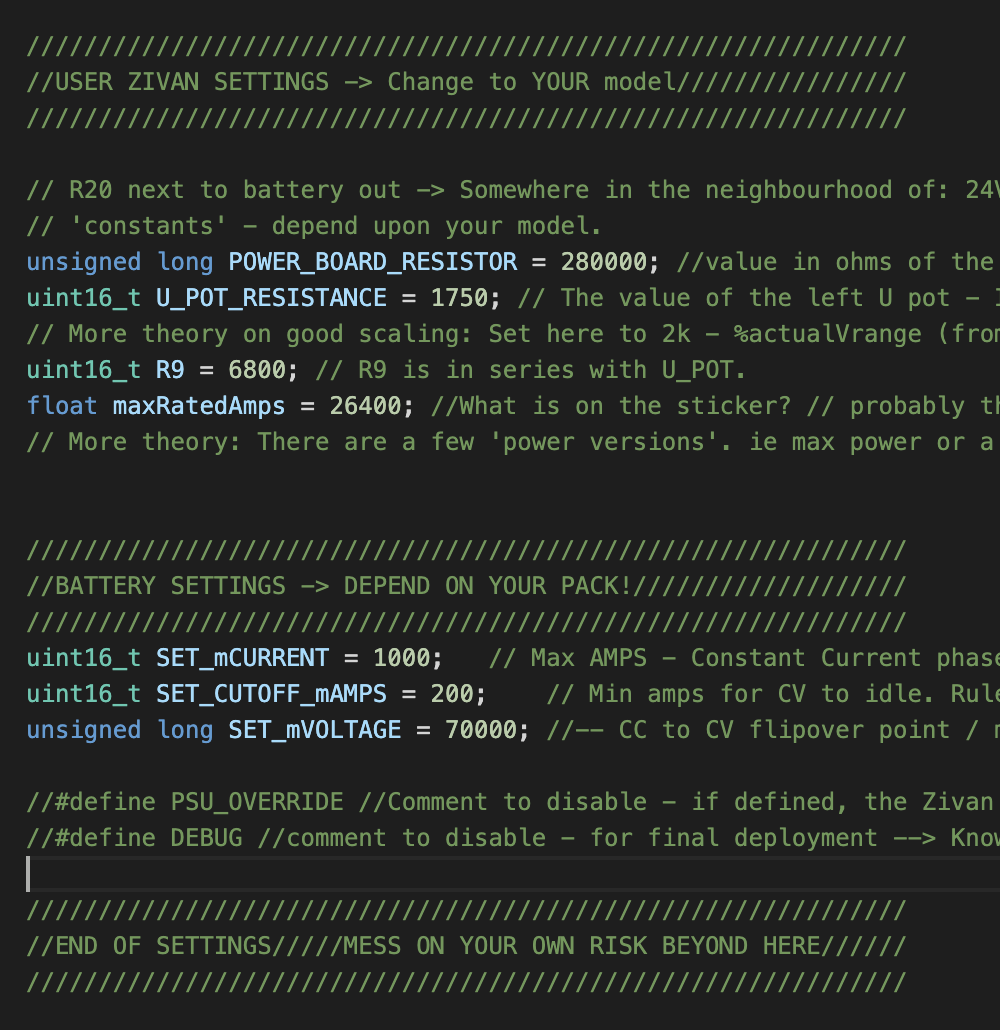 /////////////////////////////////////////////////////////////
//USER ZIVAN SETTINGS -> Change to YOUR model////////////////
/////////////////////////////////////////////////////////////
// R20 next to battery out -> Somewhere in the neighbourhood of: 24V
// 'constants' - depend upon your model.
unsigned long POWER_BOARD_RESISTOR = 280000; //value in ohms of the
uint16_t U_POT_RESISTANCE = 1750; // The value of the left U pot -
// More theory on good scaling: Set here to 2k - %actualVrange (from
uint16_t R9 = 6800; // R9 is in series with U_POT.
float maxRatedAmps = 26400; //What is on the sticker? // probably th
// More theory: There are a few 'power versions'. ie max power or a
/////////////////////////////////////////////////////////////
//BATTERY SETTINGS -> DEPEND ON YOUR PACK!///////////////////
/////////////////////////////////////////////////////////////
uint16_t SET_mCURRENT = 1000;   // Max AMPS - Constant Current phase
uint16_t SET_CUTOFF_mAMPS = 200;    // Min amps for CV to idle. Rule
unsigned long SET_mVOLTAGE = 70000; //-- CC to CV flipover point /
//#define PSU_OVERRIDE //Comment to disable - if defined, the Zivan
//#define DEBUG //comment to disable - for final deployment --> Know
/////////////////////////////////////////////////////////////
//END OF SETTINGS/////MESS ON YOUR OWN RISK BEYOND HERE//////
/////////////////////////////////////////////////////////////